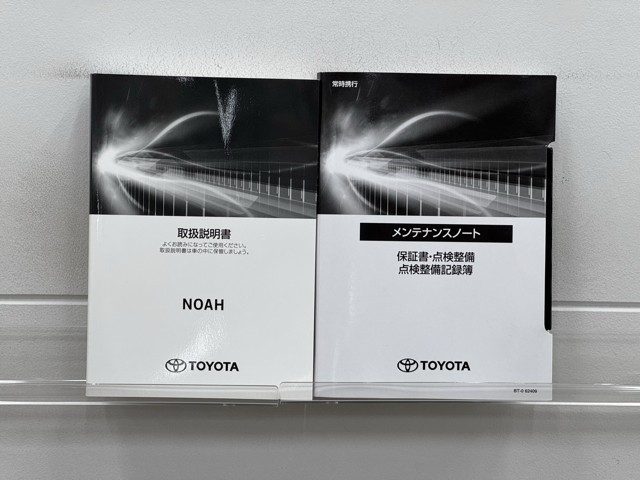 取扱説明書
よくお読みになってご使用ください。
取扱説明書は車の中に保管しましょう。
NOAH
TOYOTA
常時携行
メンテナンスノート
保証書・点検整備
点検整備記録簿
TOYOTA